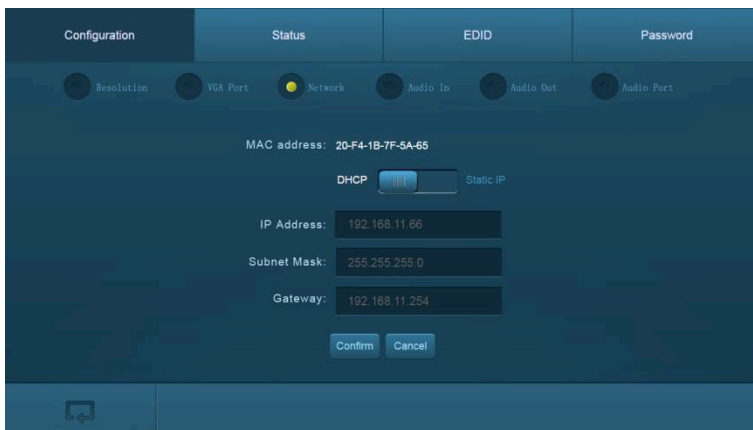 Configuration Status EDID Password
Resolution VGA Port Network Audio In Audio Out Audio Port
MAC address: 20-F4-1B-7F-5A-65
DHCP Static IP
IP Address: 192.168.11.66
Subnet Mask: 255.255.255.0
Gateway: 192.168.11.254
Confirm Cancel